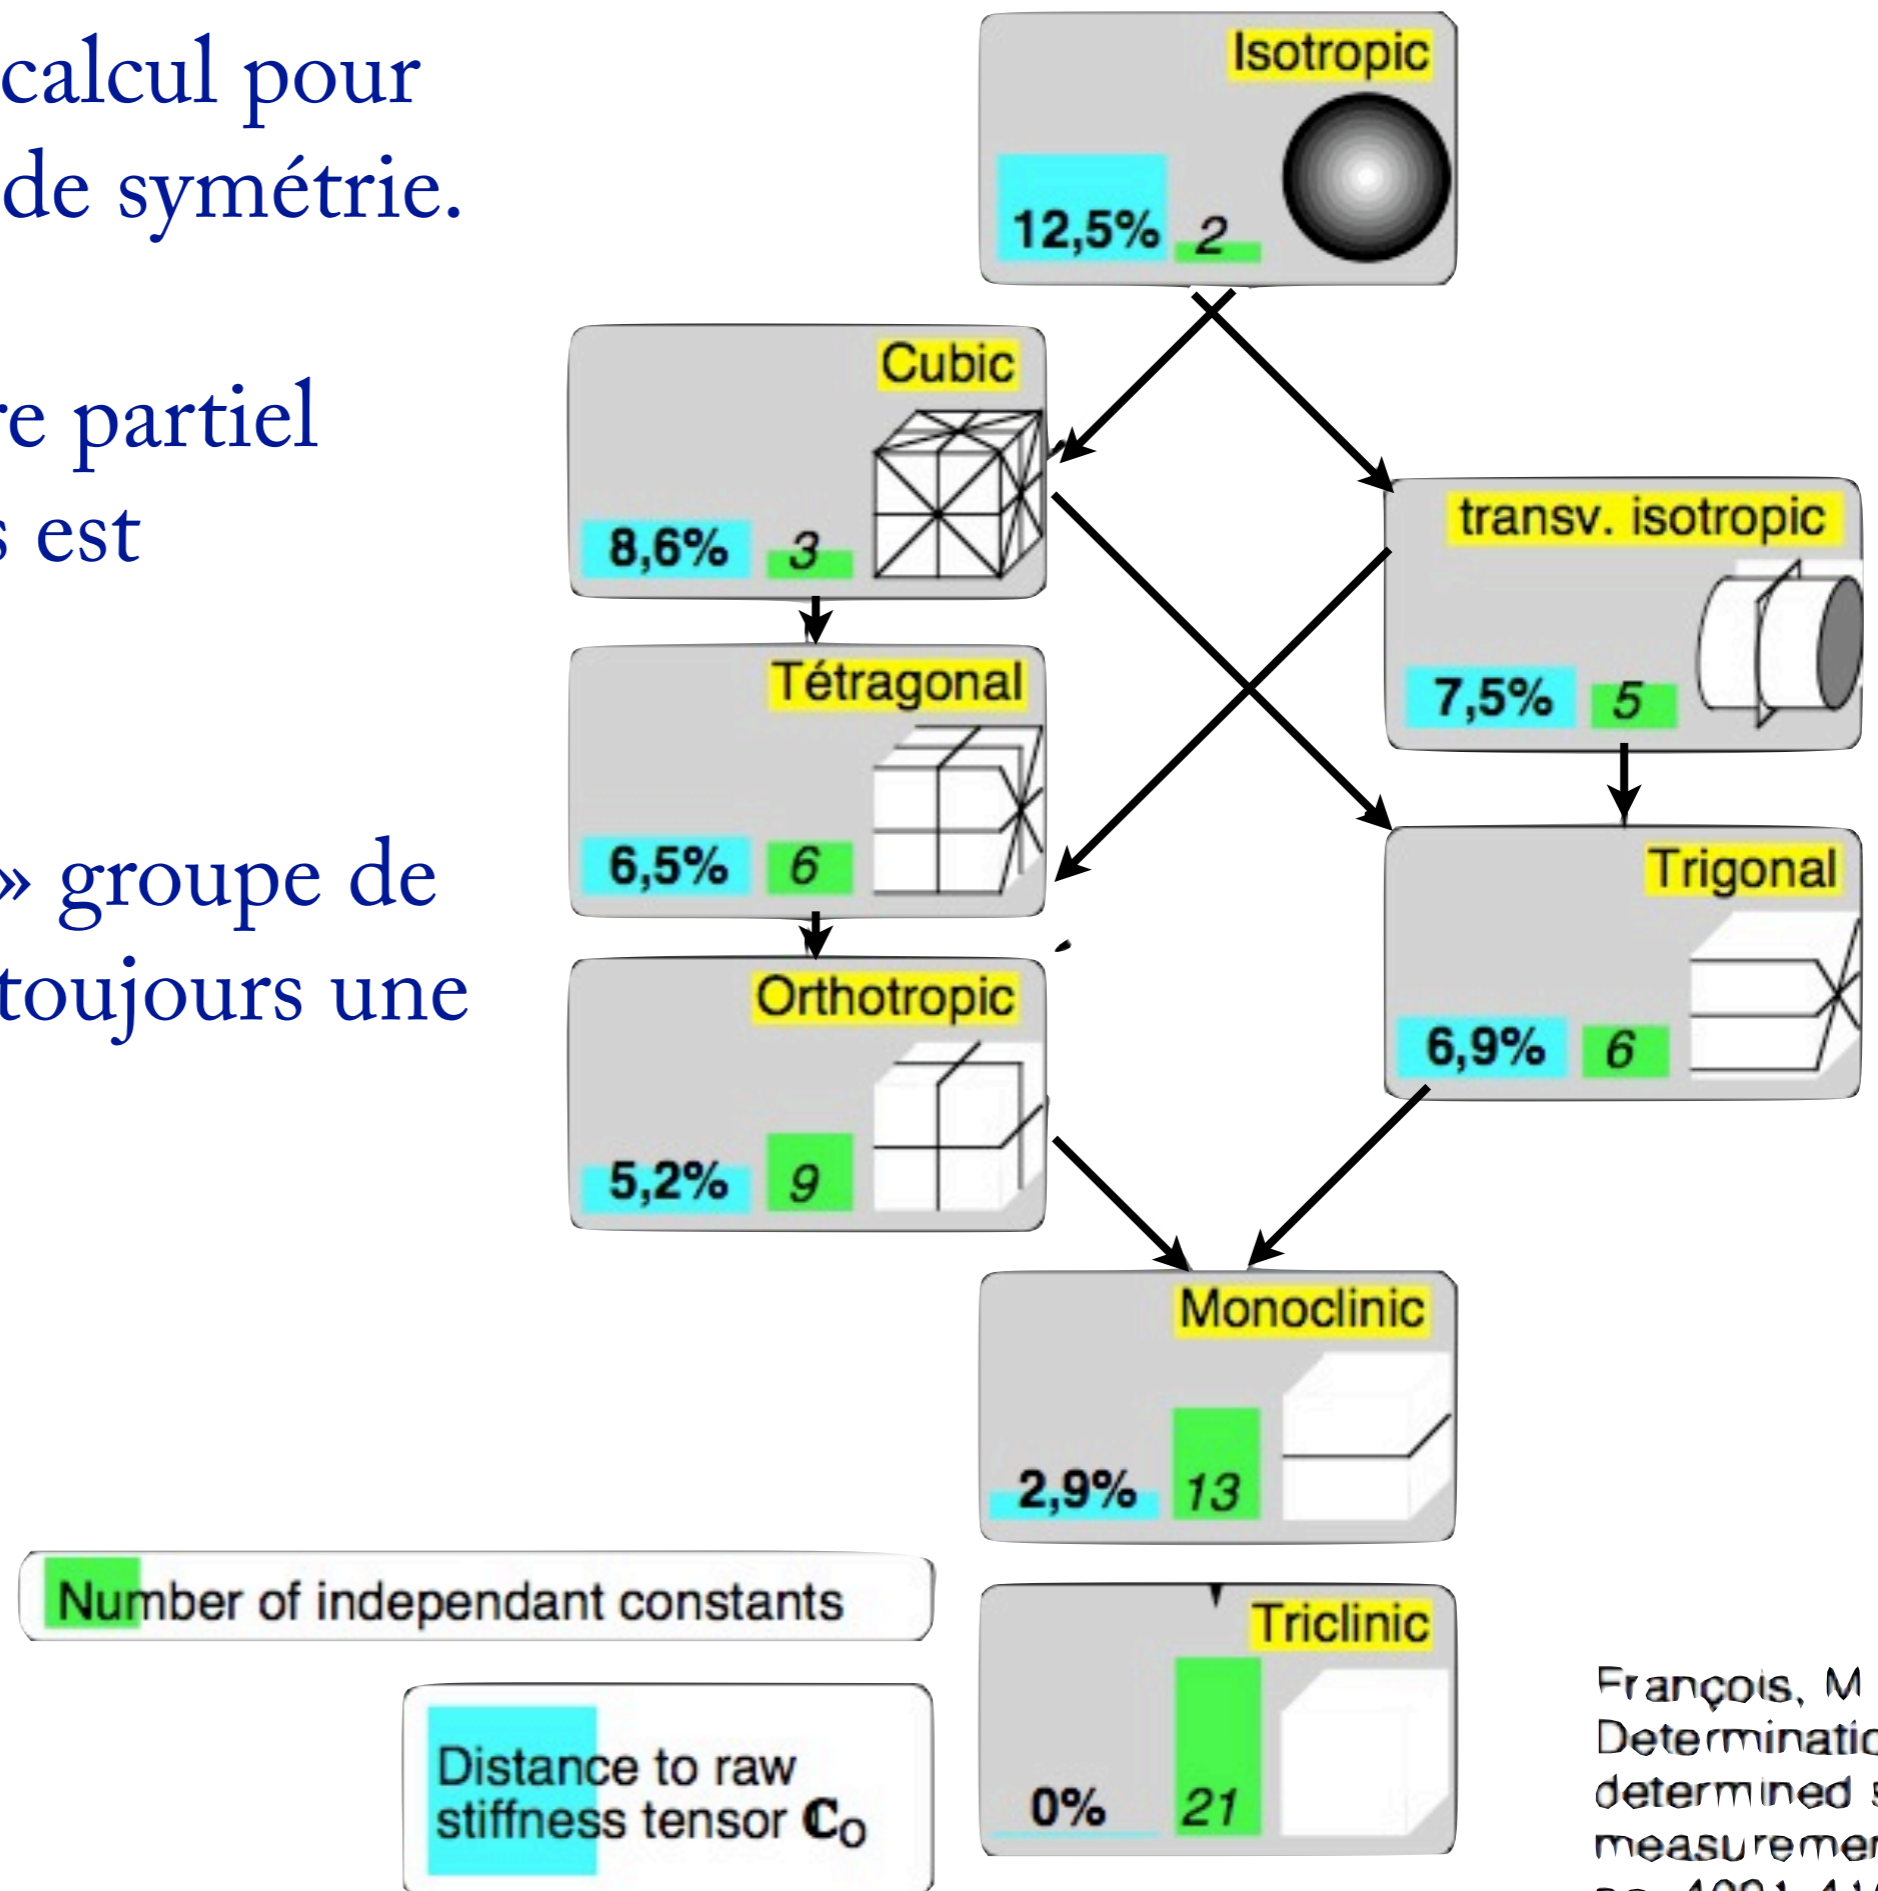 calcul pour
de symétrie.
re partiel
s est
» groupe de
toujours une
Isotropic
12,5% 2
Cubic
8,6% 3
transv. isotropic
7,5% 5
Tétragonal
6,5% 6
Trigonal
6,9% 6
Orthotropic
5,2% 9
Monoclinic
2,9% 13
Triclinic
0% 21
Number of independant constants
Distance to raw
stiffness tensor ℂO
François, M
Determinatio
determined s
measuremen